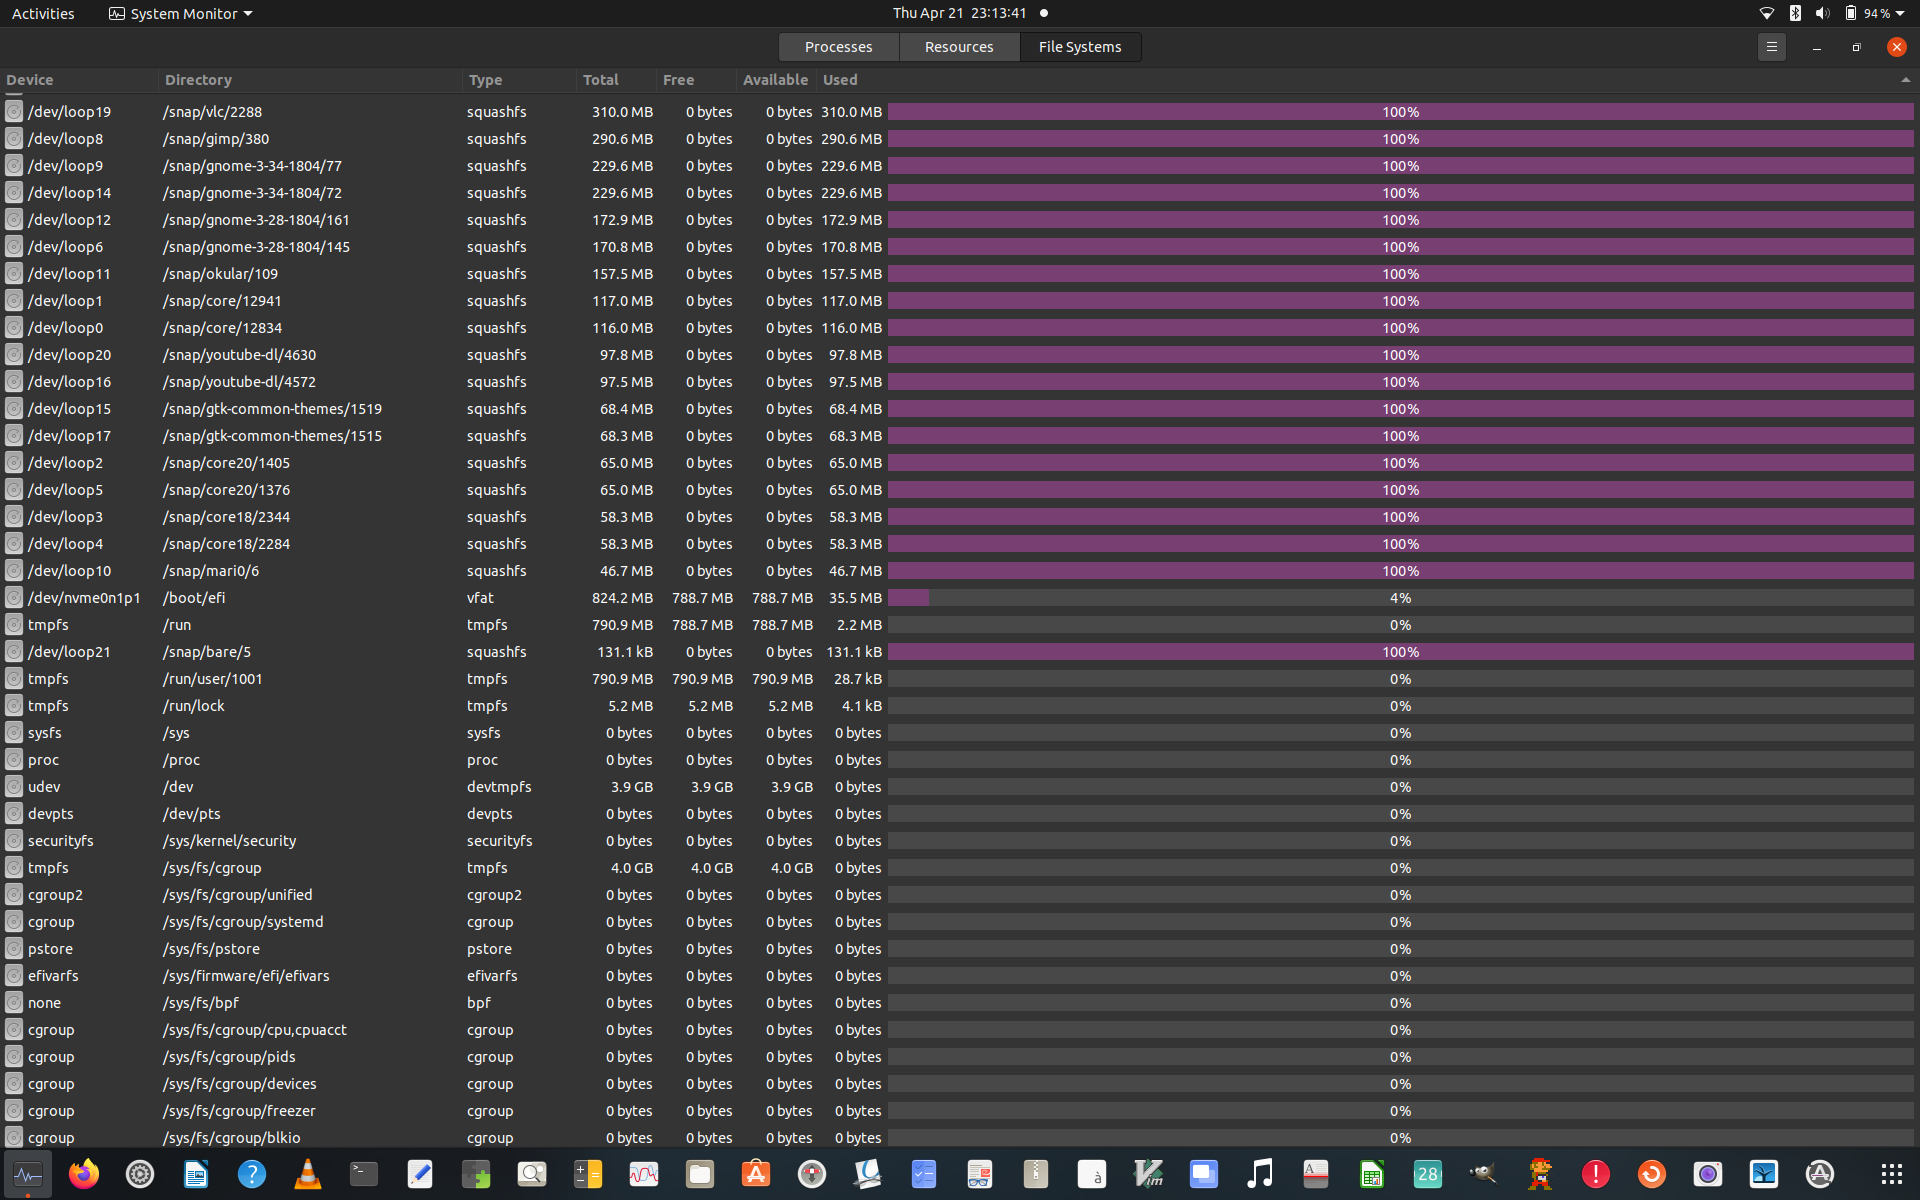 Activities System Monitor Thu Apr 21 23:13:41 94 %
Processes Resources File Systems
Device Directory Type Total Free Available Used
/dev/loop19 /snap/vlc/2288 squashfs 310.0 MB 0 bytes 0 bytes 310.0 MB 100%
/dev/loop8 /snap/gimp/380 squashfs 290.6 MB 0 bytes 0 bytes 290.6 MB 100%
/dev/loop9 /snap/gnome-3-34-1804/77 squashfs 229.6 MB 0 bytes 0 bytes 229.6 MB 100%
/dev/loop14 /snap/gnome-3-34-1804/72 squashfs 229.6 MB 0 bytes 0 bytes 229.6 MB 100%
/dev/loop12 /snap/gnome-3-28-1804/161 squashfs 172.9 MB 0 bytes 0 bytes 172.9 MB 100%
/dev/loop6 /snap/gnome-3-28-1804/145 squashfs 170.8 MB 0 bytes 0 bytes 170.8 MB 100%
/dev/loop11 /snap/okular/109 squashfs 157.5 MB 0 bytes 0 bytes 157.5 MB 100%
/dev/loop1 /snap/core/12941 squashfs 117.0 MB 0 bytes 0 bytes 117.0 MB 100%
/dev/loop0 /snap/core/12834 squashfs 116.0 MB 0 bytes 0 bytes 116.0 MB 100%
/dev/loop20 /snap/youtube-dl/4630 squashfs 97.8 MB 0 bytes 0 bytes 97.8 MB 100%
/dev/loop16 /snap/youtube-dl/4572 squashfs 97.5 MB 0 bytes 0 bytes 97.5 MB 100%
/dev/loop15 /snap/gtk-common-themes/1519 squashfs 68.4 MB 0 bytes 0 bytes 68.4 MB 100%
/dev/loop17 /snap/gtk-common-themes/1515 squashfs 68.3 MB 0 bytes 0 bytes 68.3 MB 100%
/dev/loop2 /snap/core20/1405 squashfs 65.0 MB 0 bytes 0 bytes 65.0 MB 100%
/dev/loop5 /snap/core20/1376 squashfs 65.0 MB 0 bytes 0 bytes 65.0 MB 100%
/dev/loop3 /snap/core18/2344 squashfs 58.3 MB 0 bytes 0 bytes 58.3 MB 100%
/dev/loop4 /snap/core18/2284 squashfs 58.3 MB 0 bytes 0 bytes 58.3 MB 100%
/dev/loop10 /snap/mari0/6 squashfs 46.7 MB 0 bytes 0 bytes 46.7 MB 100%
/dev/nvme0n1p1 /boot/efi vfat 824.2 MB 788.7 MB 788.7 MB 35.5 MB 4%
tmpfs /run tmpfs 790.9 MB 788.7 MB 788.7 MB 2.2 MB 0%
/dev/loop21 /snap/bare/5 squashfs 131.1 kB 0 bytes 0 bytes 131.1 kB 100%
tmpfs /run/user/1001 tmpfs 790.9 MB 790.9 MB 790.9 MB 28.7 kB 0%
tmpfs /run/lock tmpfs 5.2 MB 5.2 MB 5.2 MB 4.1 kB 0%
sysfs /sys sysfs 0 bytes 0 bytes 0 bytes 0 bytes 0%
proc /proc proc 0 bytes 0 bytes 0 bytes 0 bytes 0%
udev /dev devtmpfs 3.9 GB 3.9 GB 3.9 GB 0 bytes 0%
devpts /dev/pts devpts 0 bytes 0 bytes 0 bytes 0 bytes 0%
securityfs /sys/kernel/security securityfs 0 bytes 0 bytes 0 bytes 0 bytes 0%
tmpfs /sys/fs/cgroup tmpfs 4.0 GB 4.0 GB 4.0 GB 0 bytes 0%
cgroup2 /sys/fs/cgroup/unified cgroup2 0 bytes 0 bytes 0 bytes 0 bytes 0%
cgroup /sys/fs/cgroup/systemd cgroup 0 bytes 0 bytes 0 bytes 0 bytes 0%
pstore /sys/fs/pstore pstore 0 bytes 0 bytes 0 bytes 0 bytes 0%
efivarfs /sys/firmware/efi/efivars efivarfs 0 bytes 0 bytes 0 bytes 0 bytes 0%
none /sys/fs/bpf bpf 0 bytes 0 bytes 0 bytes 0 bytes 0%
cgroup /sys/fs/cgroup/cpu,cpuacct cgroup 0 bytes 0 bytes 0 bytes 0 bytes 0%
cgroup /sys/fs/cgroup/pids cgroup 0 bytes 0 bytes 0 bytes 0 bytes 0%
cgroup /sys/fs/cgroup/devices cgroup 0 bytes 0 bytes 0 bytes 0 bytes 0%
cgroup /sys/fs/cgroup/freezer cgroup 0 bytes 0 bytes 0 bytes 0 bytes 0%
cgroup /sys/fs/cgroup/blkio cgroup 0 bytes 0 bytes 0 bytes 0 bytes 0%
? >_ à Vim A 28 !